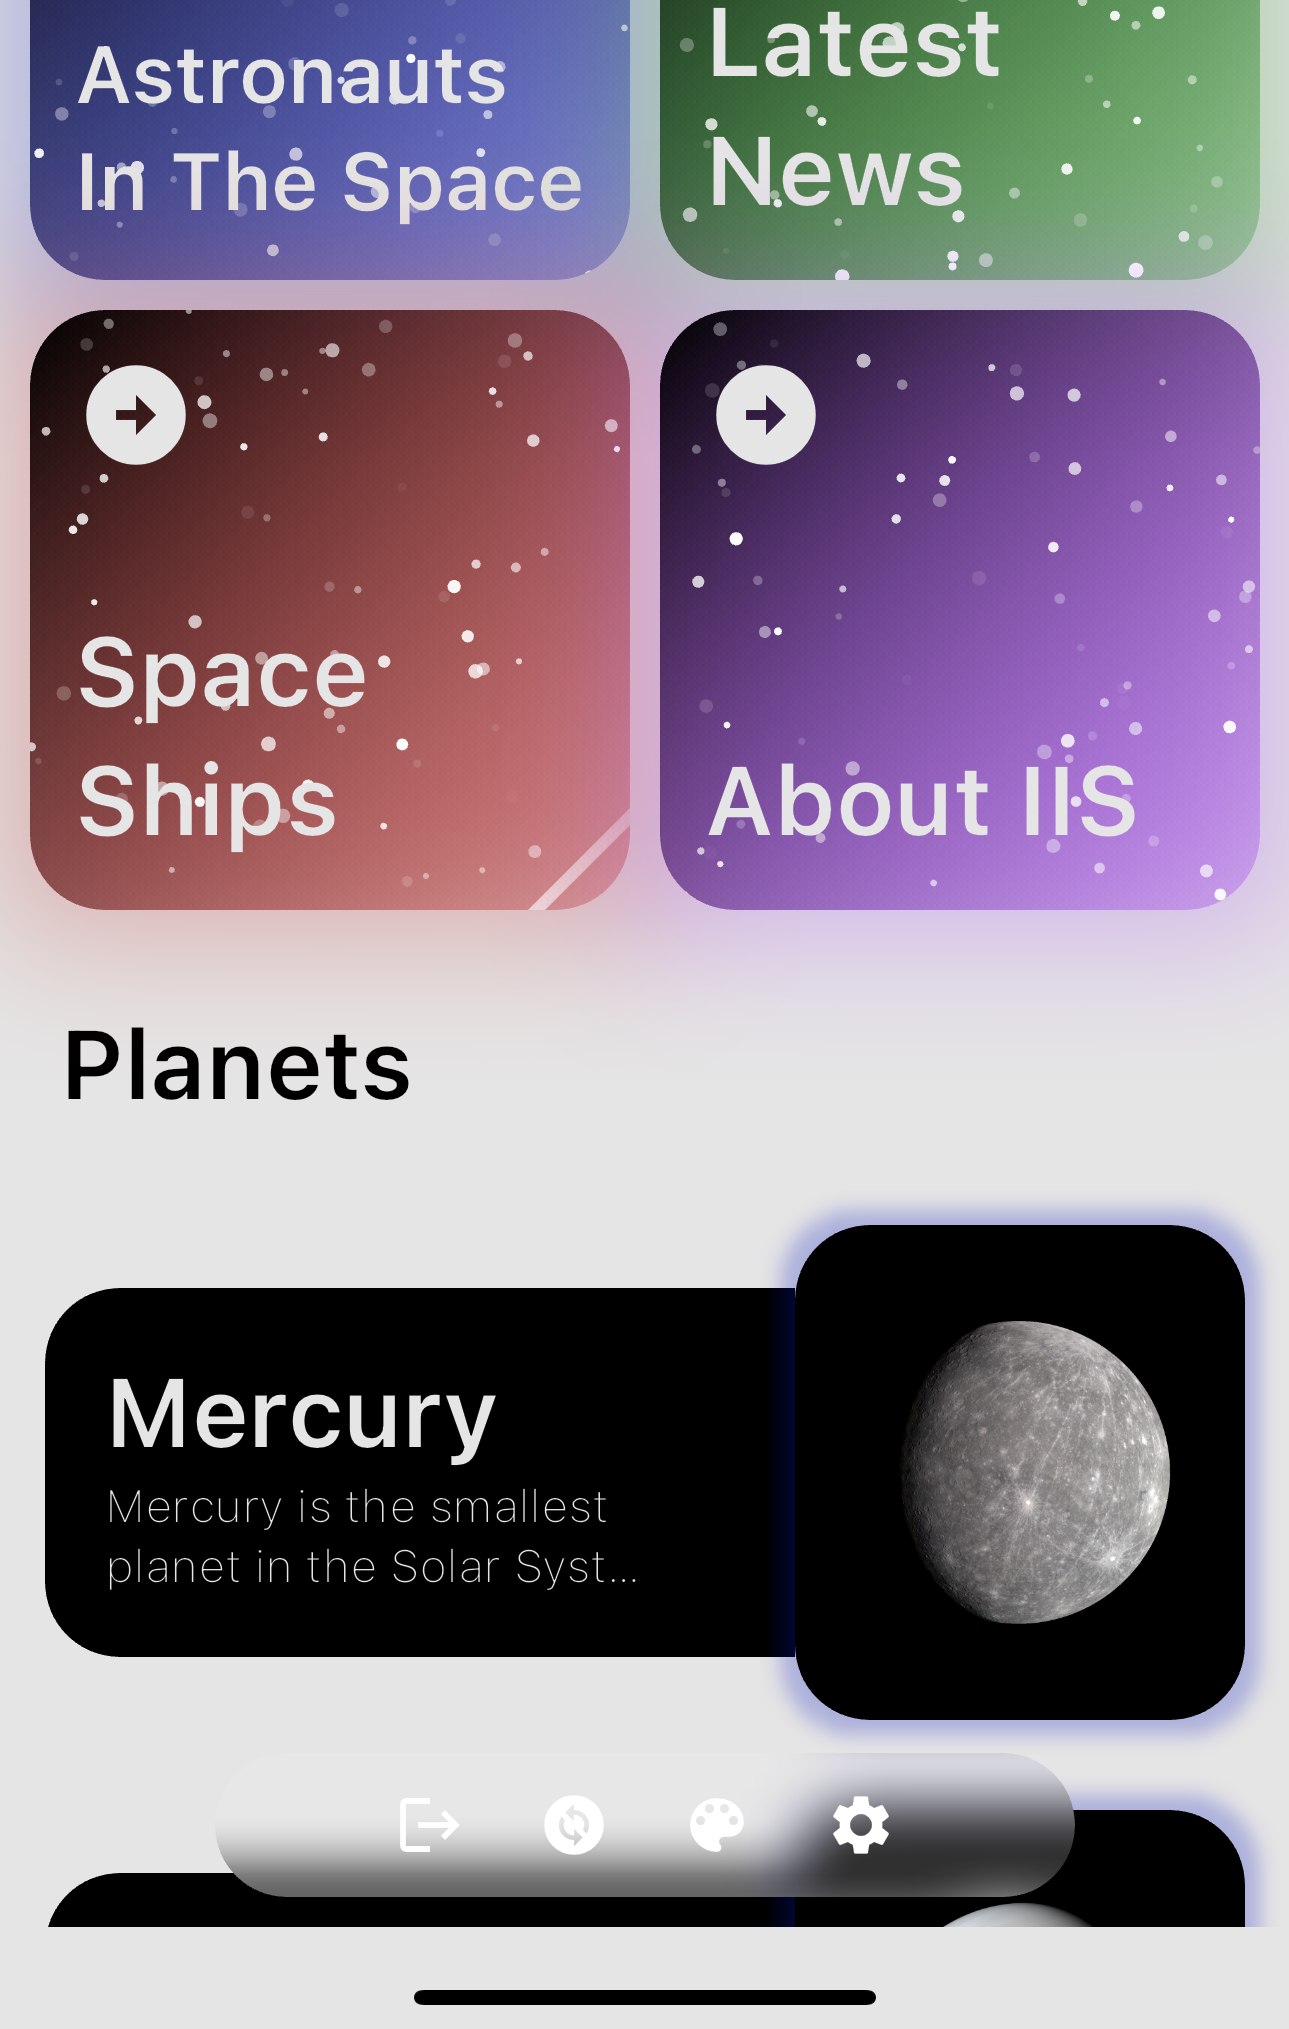 Astronauts
In The Space
Latest
News
Space
Ships
About IIS
Planets
Mercury
Mercury is the smallest
planet in the Solar Syst...